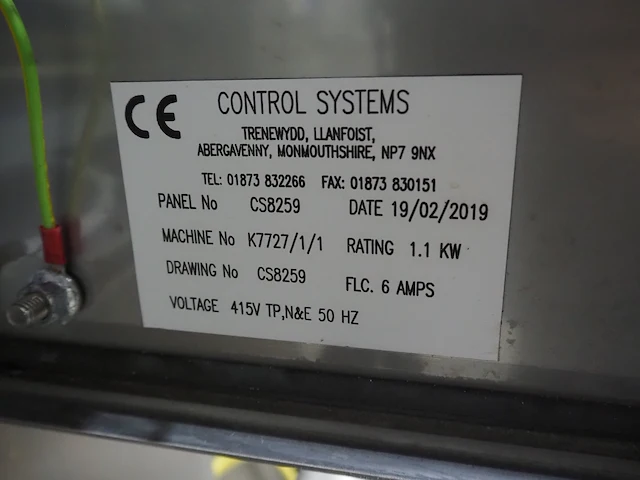 CE CONTROL SYSTEMS
TRENEWYDD, LLANFOIST,
ABERGAVENNY, MONMOUTHSHIRE, NP7 9NX
TEL: 01873 832266 FAX: 01873 830151
PANEL No CS8259 DATE 19/02/2019
MACHINE No K7727/1/1 RATING 1.1 KW
DRAWING No CS8259 FLC. 6 AMPS
VOLTAGE 415V TP,N&E 50 HZ